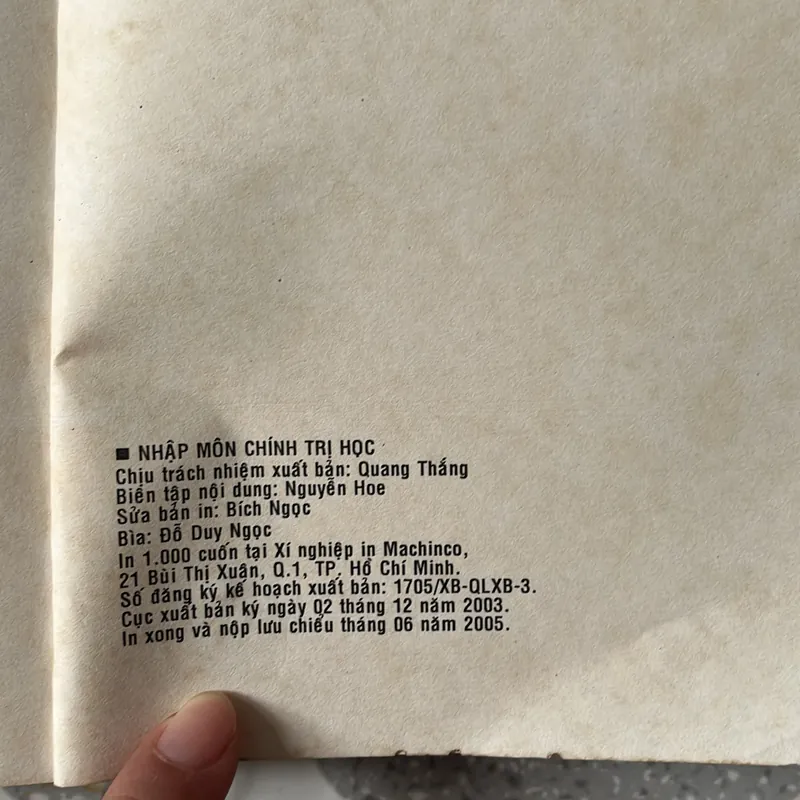 ■ NHẬP MÔN CHÍNH TRỊ HỌC
Chịu trách nhiệm xuất bản: Quang Thắng
Biên tập nội dung: Nguyễn Hoe
Sửa bản in: Bích Ngọc
Bìa: Đỗ Duy Ngọc
In 1.000 cuốn tại Xí nghiệp in Machinco,
21 Bùi Thị Xuân, Q.1, TP. Hồ Chí Minh.
Số đăng ký kế hoạch xuất bản: 1705/XB-QLXB-3.
Cục xuất bản ký ngày 02 tháng 12 năm 2003.
In xong và nộp lưu chiểu tháng 06 năm 2005.